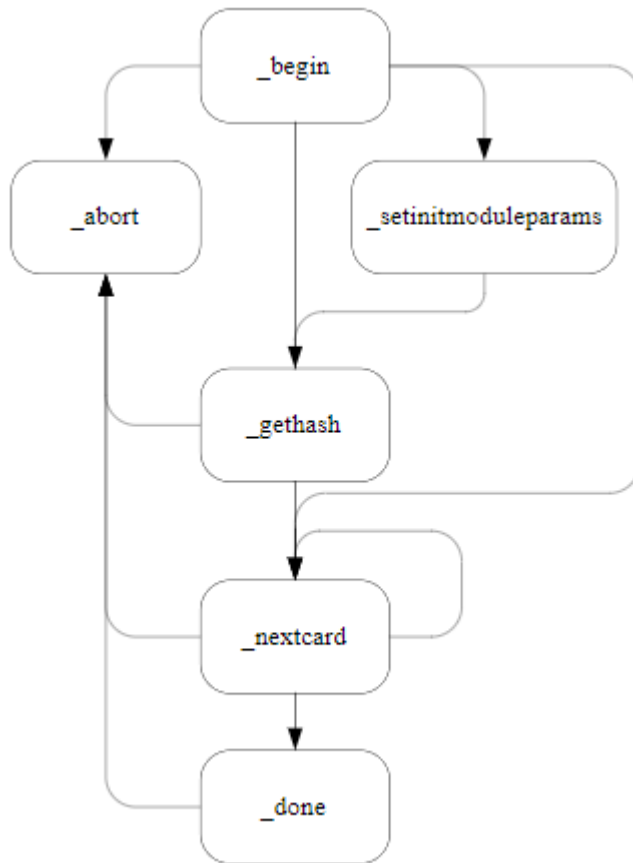 _begin
_abort
_setinitmoduleparams
_gethash
_nextcard
_done